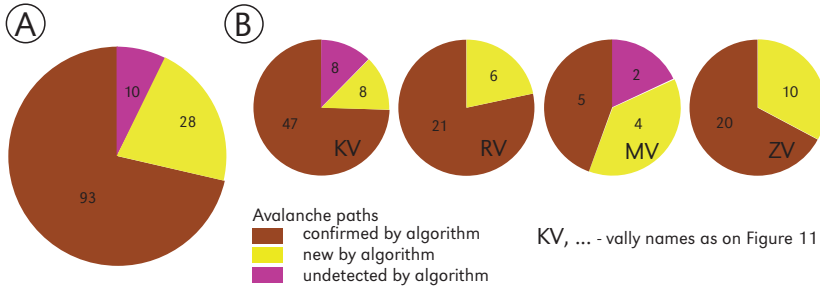 A
10
28
93
B
8
8
47
KV
6
21
RV
2
5
4
MV
10
20
ZV
Avalanche paths
confirmed by algorithm
new by algorithm
undetected by algorithm
KV, ... - vally names as on Figure 11